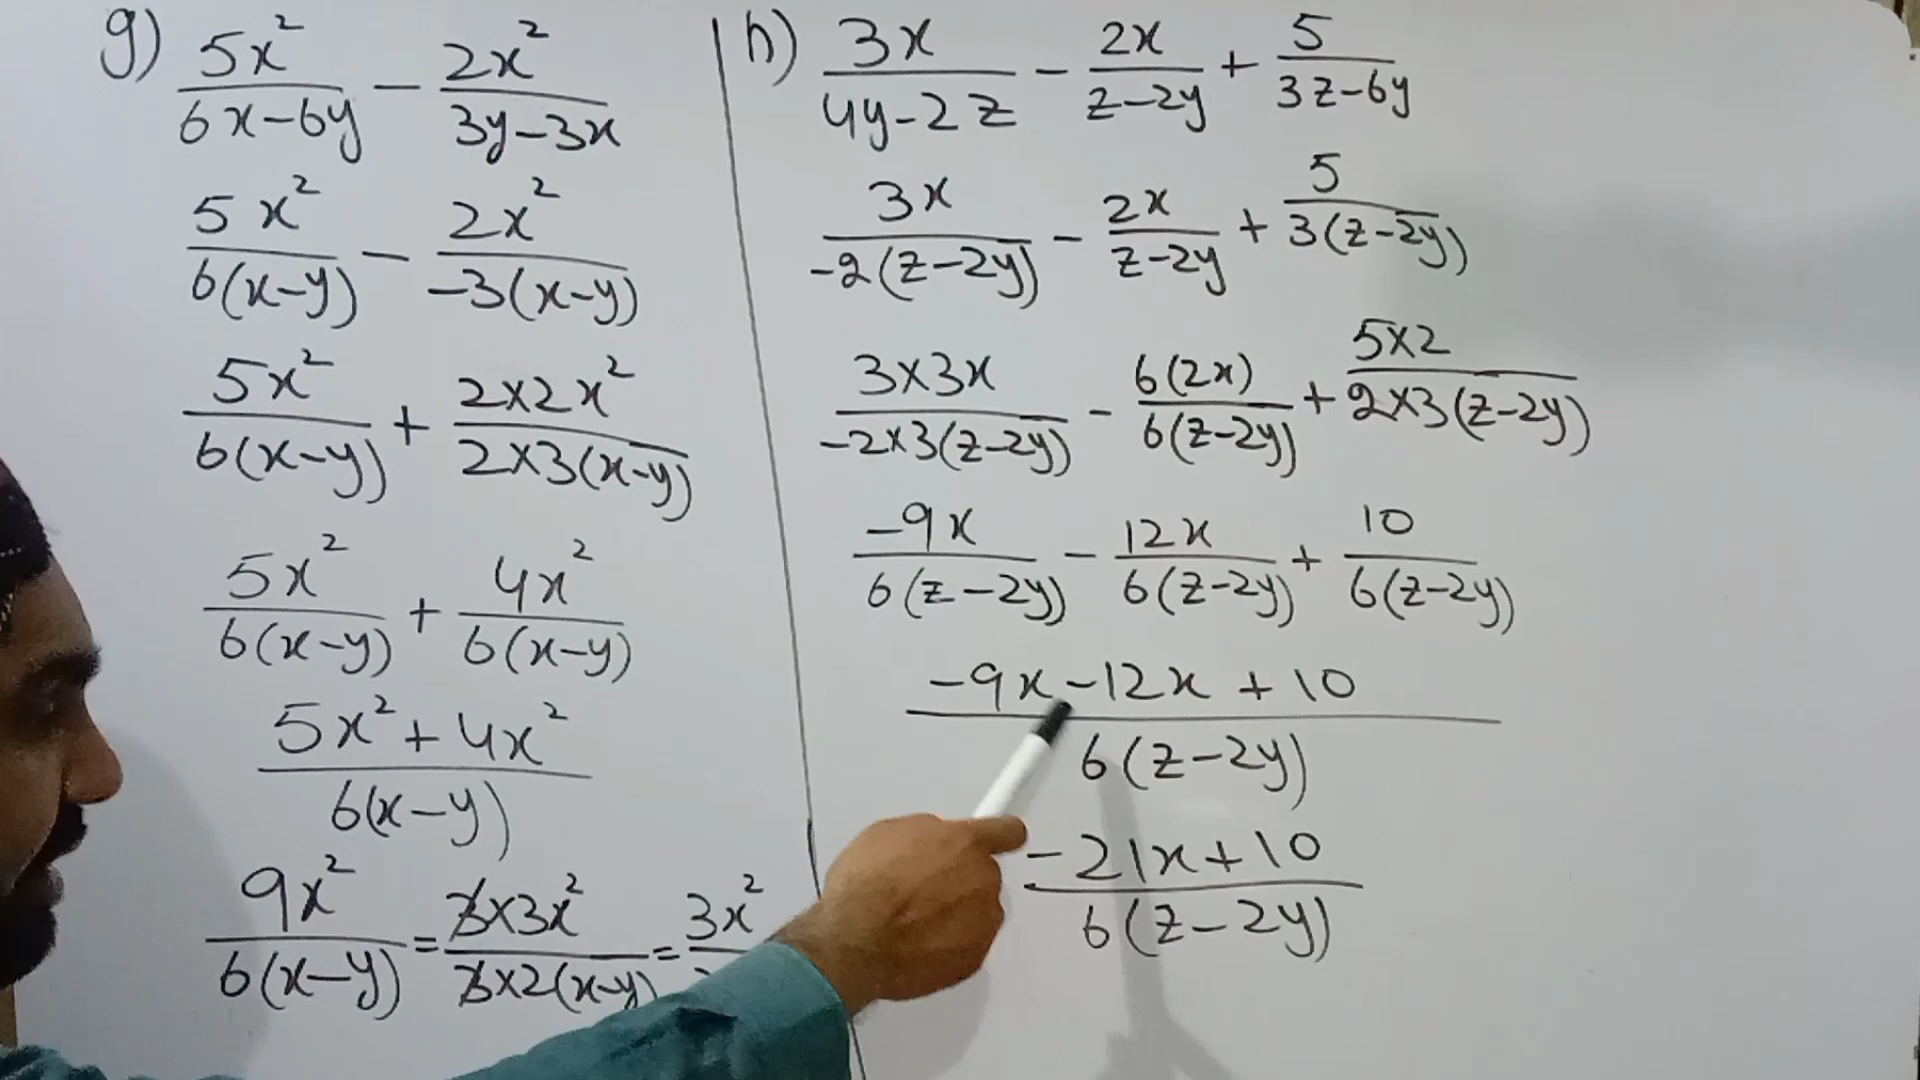 g) 5x²/(6x-6y) - 2x²/(3y-3x)
5x²/6(x-y) - 2x²/-3(x-y)
5x²/6(x-y) + 2×2x²/2×3(x-y)
5x²/6(x-y) + 4x²/6(x-y)
5x²+4x²/6(x-y)
9x²/6(x-y) = 3×3x²/3×2(x-y) = 3x²
h) 3x/(4y-2z) - 2x/(z-2y) + 5/(3z-6y)
3x/-2(z-2y) - 2x/(z-2y) + 5/3(z-2y)
3×3x/-2×3(z-2y) - 6(2x)/6(z-2y) + 5×2/2×3(z-2y)
-9x/6(z-2y) - 12x/6(z-2y) + 10/6(z-2y)
-9x-12x+10/6(z-2y)
-21x+10/6(z-2y)